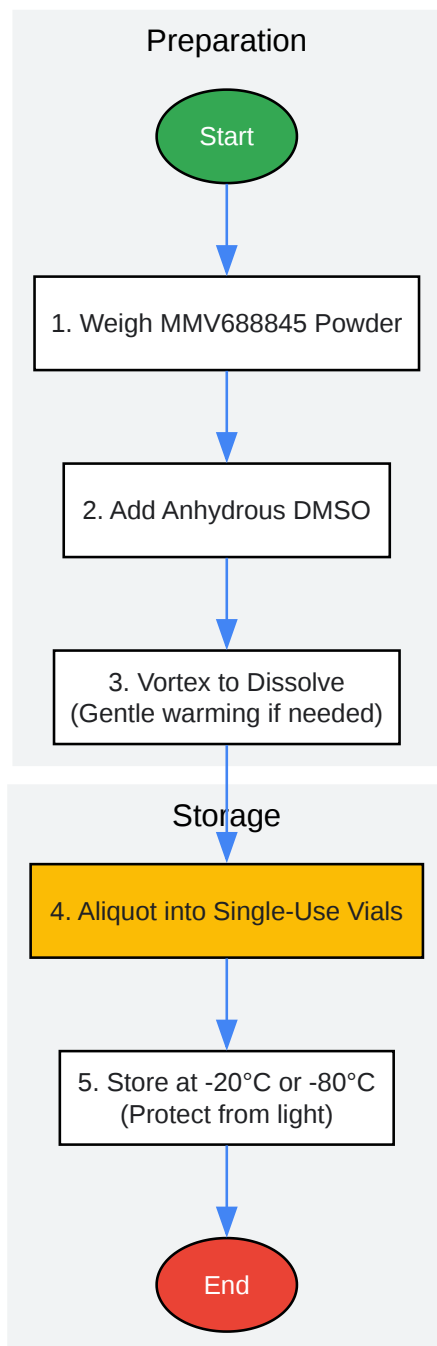 Preparation
Start
1. Weigh MMV688845 Powder
2. Add Anhydrous DMSO
3. Vortex to Dissolve
(Gentle warming if needed)
Storage
4. Aliquot into Single-Use Vials
5. Store at -20°C or -80°C
(Protect from light)
End